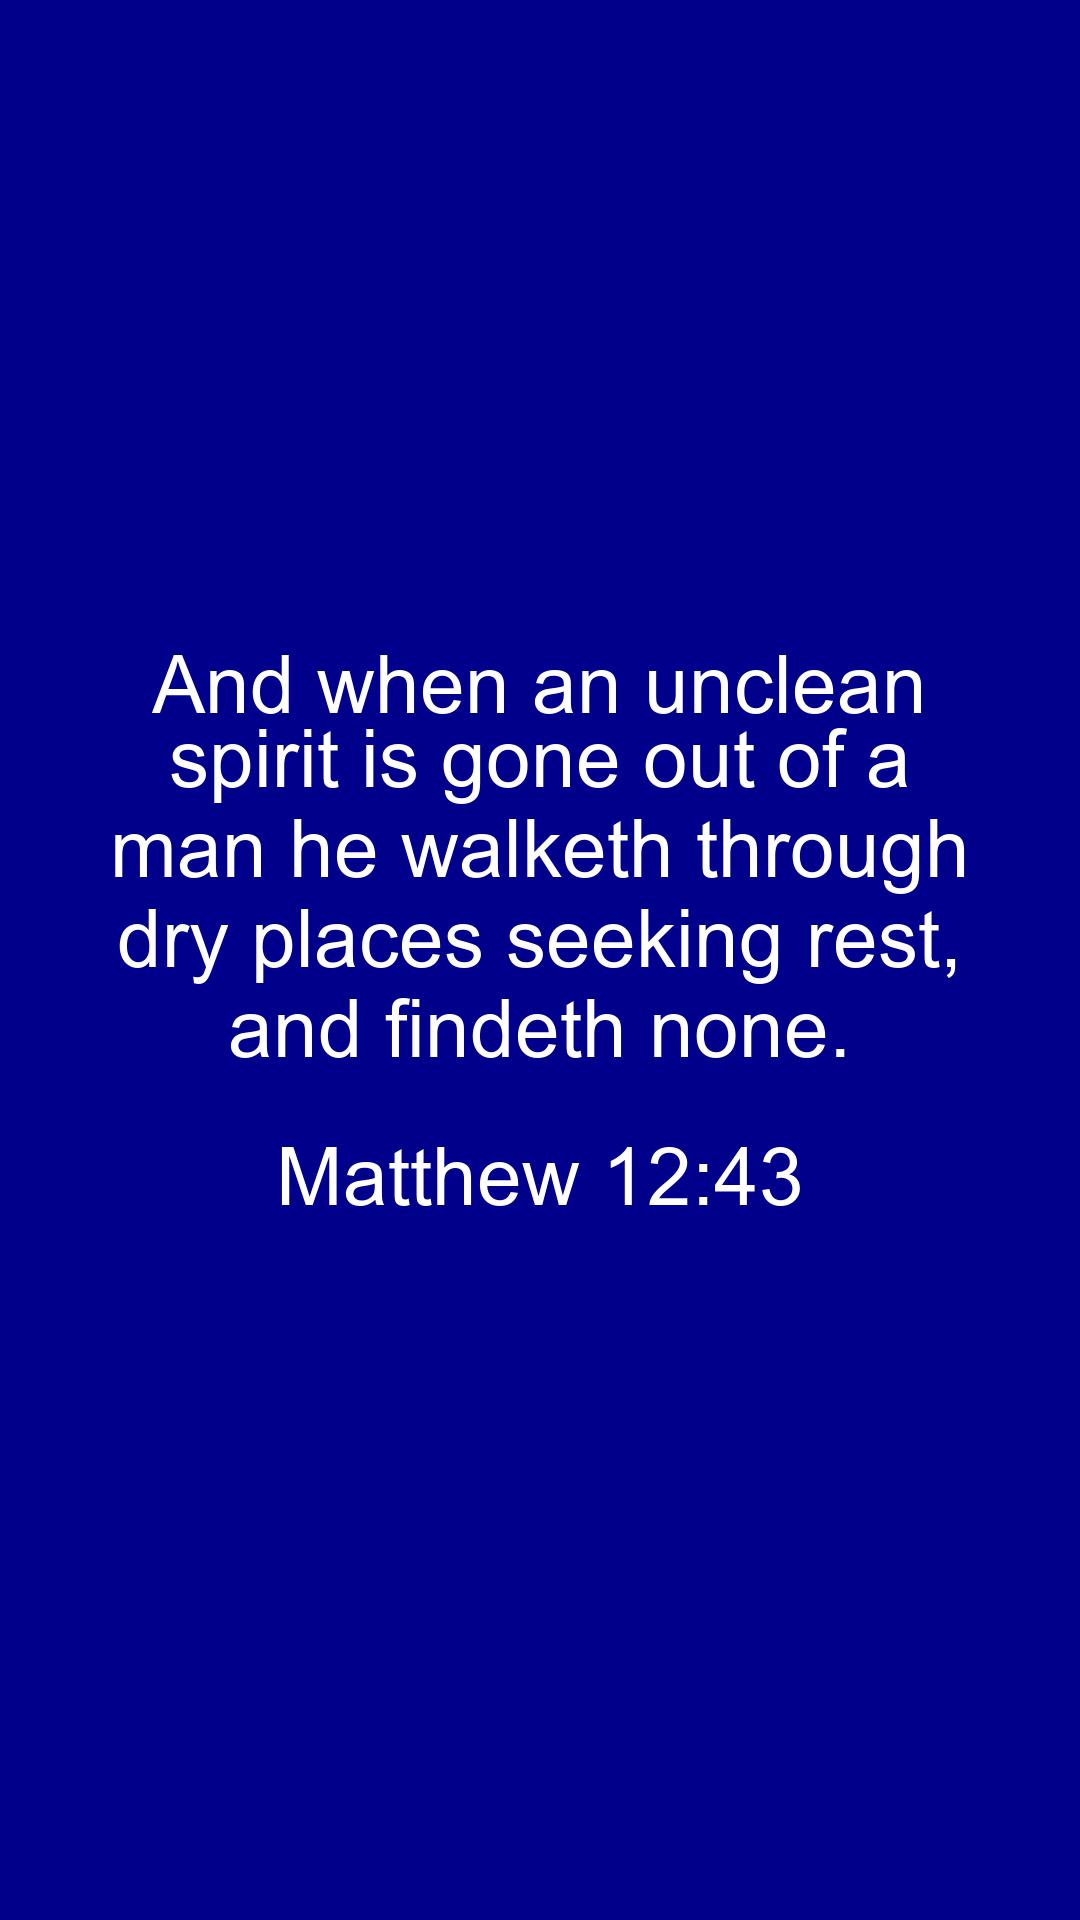 And when an unclean
spirit is gone out of a
man he walketh through
dry places seeking rest,
and findeth none.
Matthew 12:43